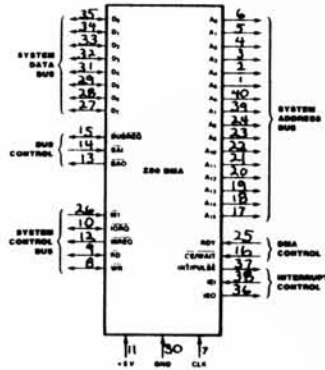 SYSTEM
DATA
BUS
35 D₀
34 D₁
33 D₂
32 D₃
31 D₄
29 D₅
28 D₆
27 D₇
BUS
CONTROL
15 BUSREQ
14 BAI
13 BAO
SYSTEM
CONTROL
BUS
26 M1
10 IORQ
12 MREQ
9 RD
8 WR
Z80 DMA
A₀ 6
A₁ 5
A₂ 4
A₃ 3
A₄ 2
A₅ 1
A₆ 40
A₇ 39
A₈ 24
A₉ 23
A₁₀ 22
A₁₁ 21
A₁₂ 20
A₁₃ 19
A₁₄ 18
A₁₅ 17
SYSTEM
ADDRESS
BUS
RDY 25
CE/WAIT 16
DMA
CONTROL
INT/PULSE 37
IEI 38
IEO 36
INTERRUPT
CONTROL
11 30 7
+5V GND CLK